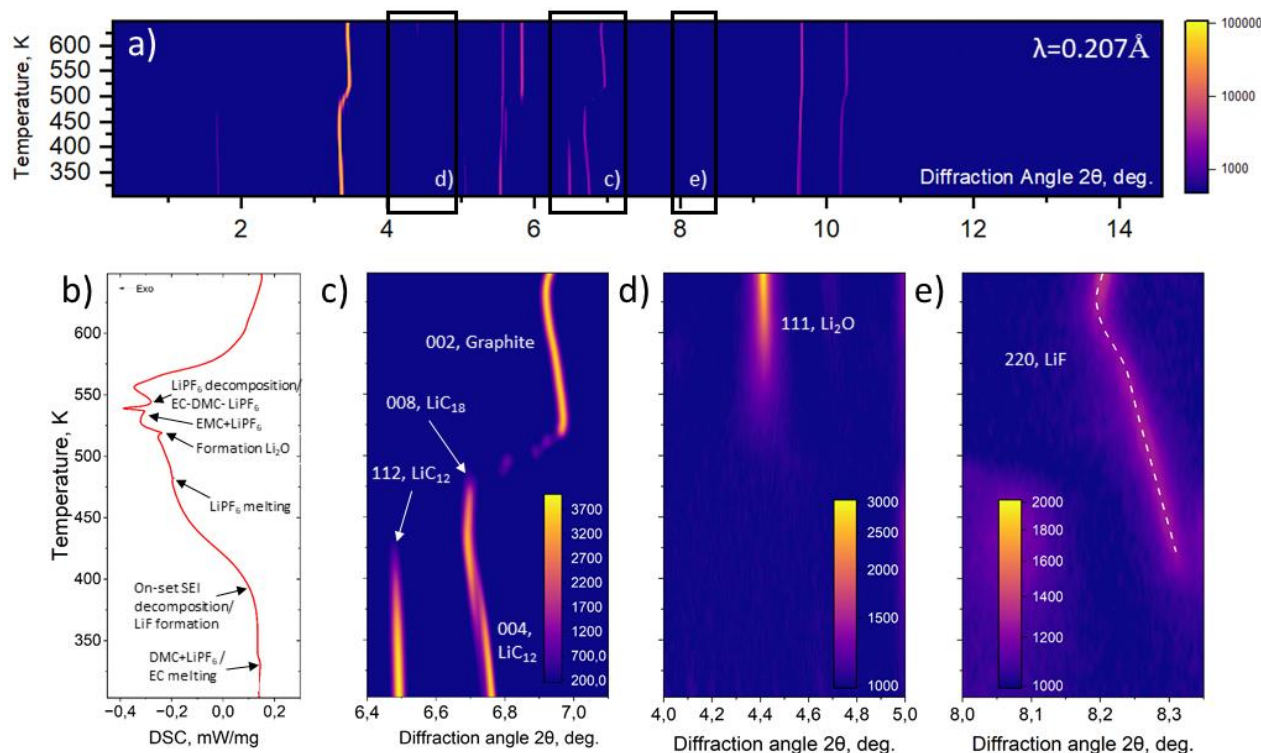 a)
λ=0.207Å
100000
10000
1000
Temperature, K
600
550
500
450
400
350
d)
c)
e)
Diffraction Angle 2θ, deg.
2 4 6 8 10 12 14
b)
Exo
Temperature, K
600
550
500
450
400
350
LiPF₆ decomposition/
EC-DMC- LiPF₆
EMC+LiPF₆
Formation Li₂O
LiPF₆ melting
On-set SEI
decomposition/
LiF formation
DMC+LiPF₆ /
EC melting
-0,4 -0,2 0,0 0,2
DSC, mW/mg
c)
002, Graphite
008, LiC₁₈
112, LiC₁₂
004,
LiC₁₂
3700
3200
2700
2200
1700
1200
700,0
200,0
6,4 6,6 6,8 7,0
Diffraction angle 2θ, deg.
d)
111, Li₂O
3000
2500
2000
1500
1000
4,0 4,2 4,4 4,6 4,8 5,0
Diffraction angle 2θ, deg.
e)
220, LiF
2000
1800
1600
1400
1200
1000
8,0 8,1 8,2 8,3
Diffraction angle 2θ, deg.